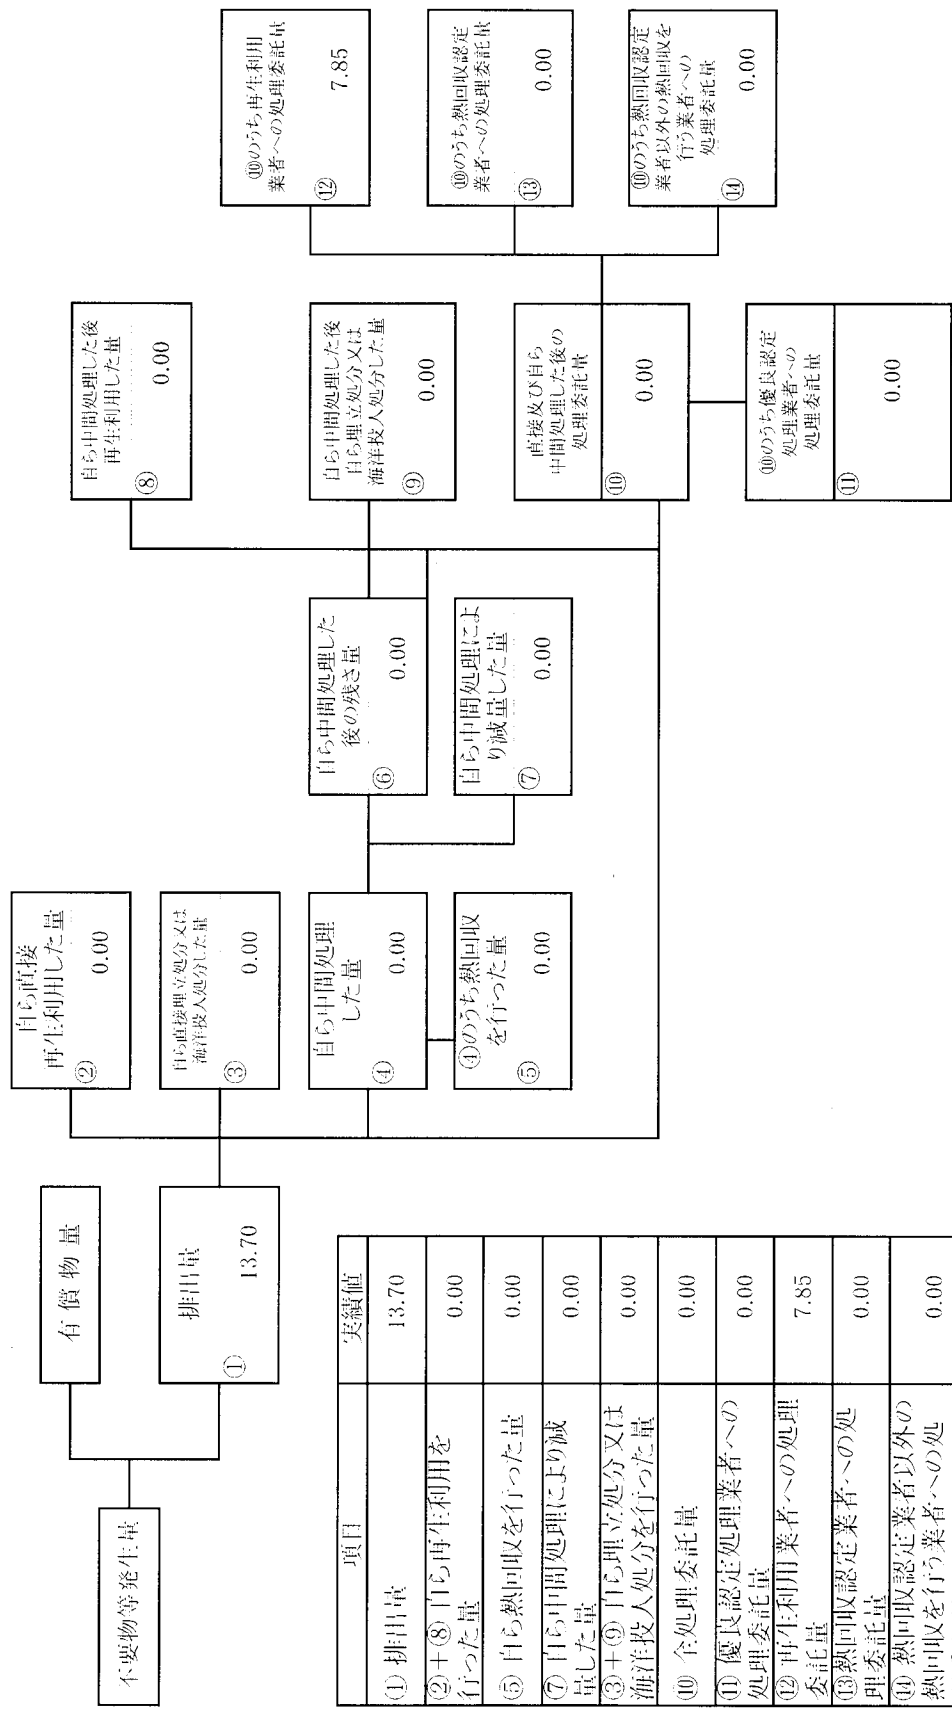 不要物等発生量
有償物量
排出量
①
13.70
自ら直接
再生利用した量
②
0.00
自ら直接埋立処分又は
海洋投入処分した量
③
0.00
自ら中間処理
した量
④
0.00
④のうち熱回収
を行った量
⑤
0.00
自ら中間処理した
後の残さ量
⑥
0.00
自ら中間処理によ
り減量した量
⑦
0.00
自ら中間処理した後
再生利用した量
⑧
0.00
自ら中間処理した後
自ら埋立処分又は
海洋投入処分した量
⑨
0.00
直接及び自ら
中間処理した後の
処理委託量
⑩
0.00
⑩のうち優良認定
処理業者への
処理委託量
⑪
0.00
⑩のうち再生利用
業者への処理委託量
⑫
7.85
⑩のうち熱回収認定
業者への処理委託量
⑬
0.00
⑩のうち熱回収認定
業者以外の熱回収を
行う業者への
処理委託量
⑭
0.00
項目 実績値
① 排出量 13.70
②+⑧ 自ら再生利用を
行った量 0.00
⑤ 自ら熱回収を行った量 0.00
⑦ 自ら中間処理により減
量した量 0.00
③+⑨ 自ら埋立処分又は
海洋投入処分を行った量 0.00
⑩ 全処理委託量 0.00
⑪ 優良認定処理業者への
処理委託量 0.00
⑫ 再生利用業者への処理
委託量 7.85
⑬熱回収認定業者への処
理委託量 0.00
⑭ 熱回収認定業者以外の
熱回収を行う業者への処 0.00